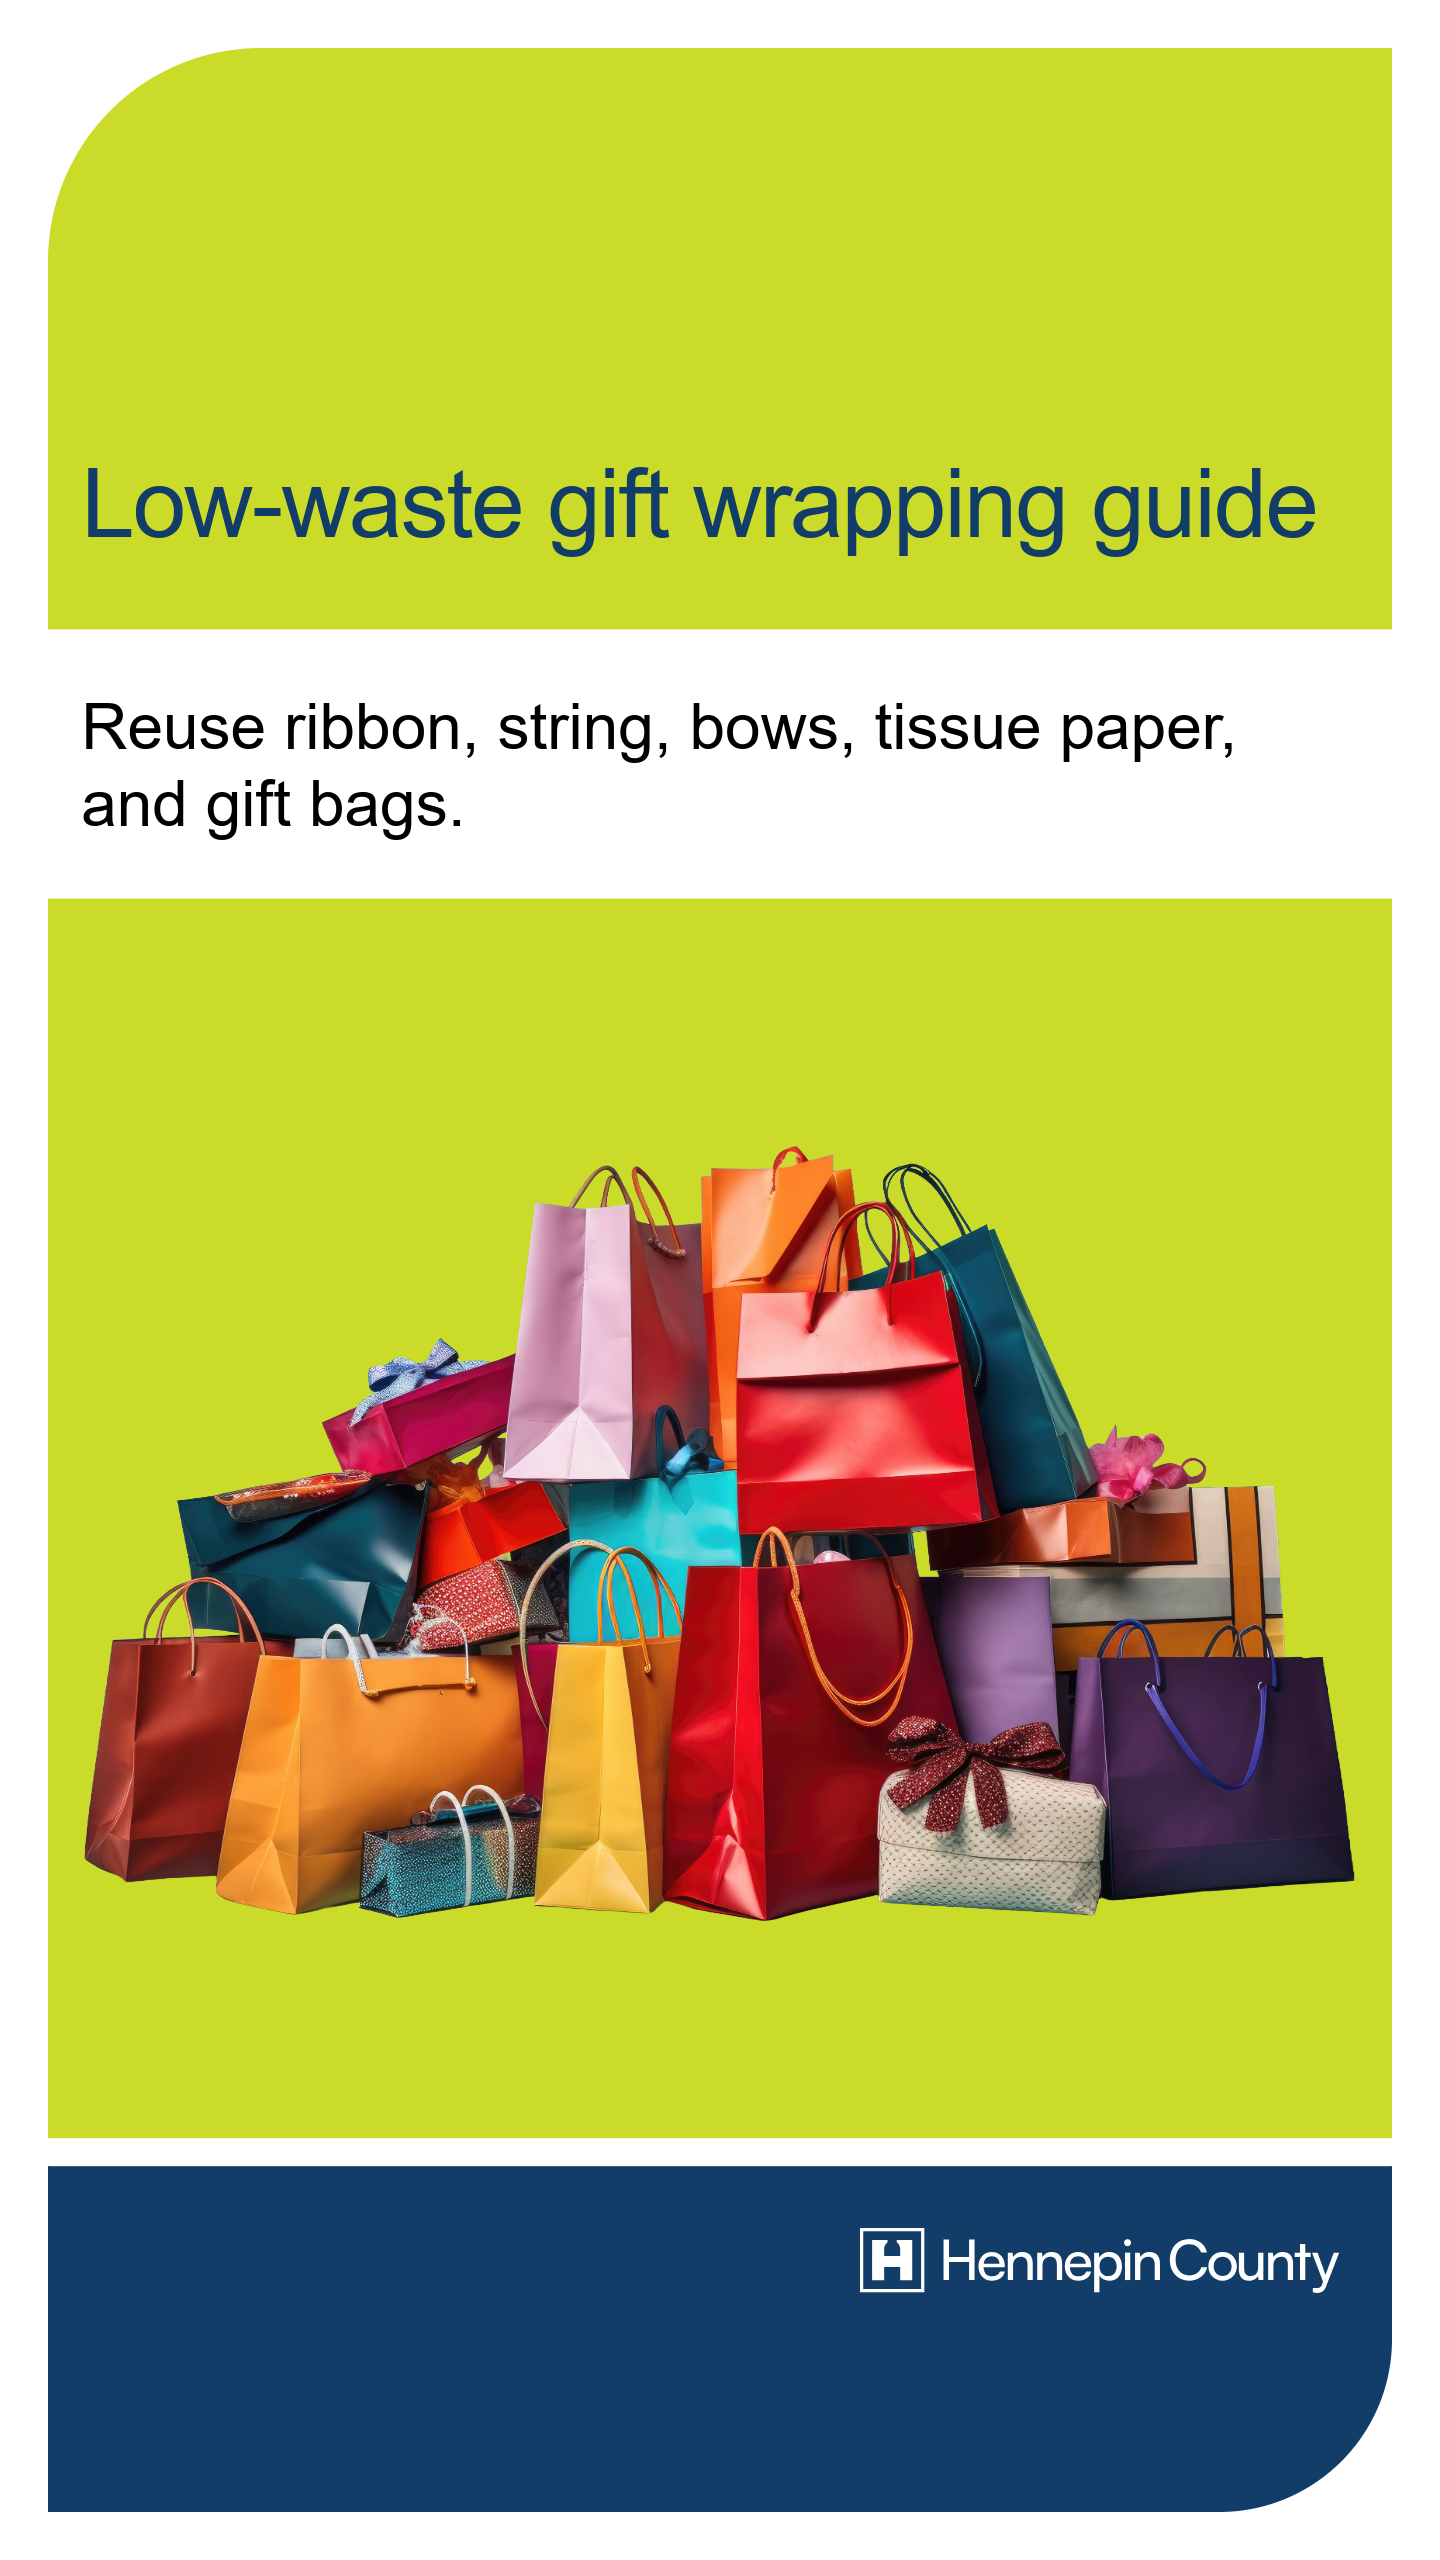 Low-waste gift wrapping guide
Reuse ribbon, string, bows, tissue paper,
and gift bags.
H Hennepin County